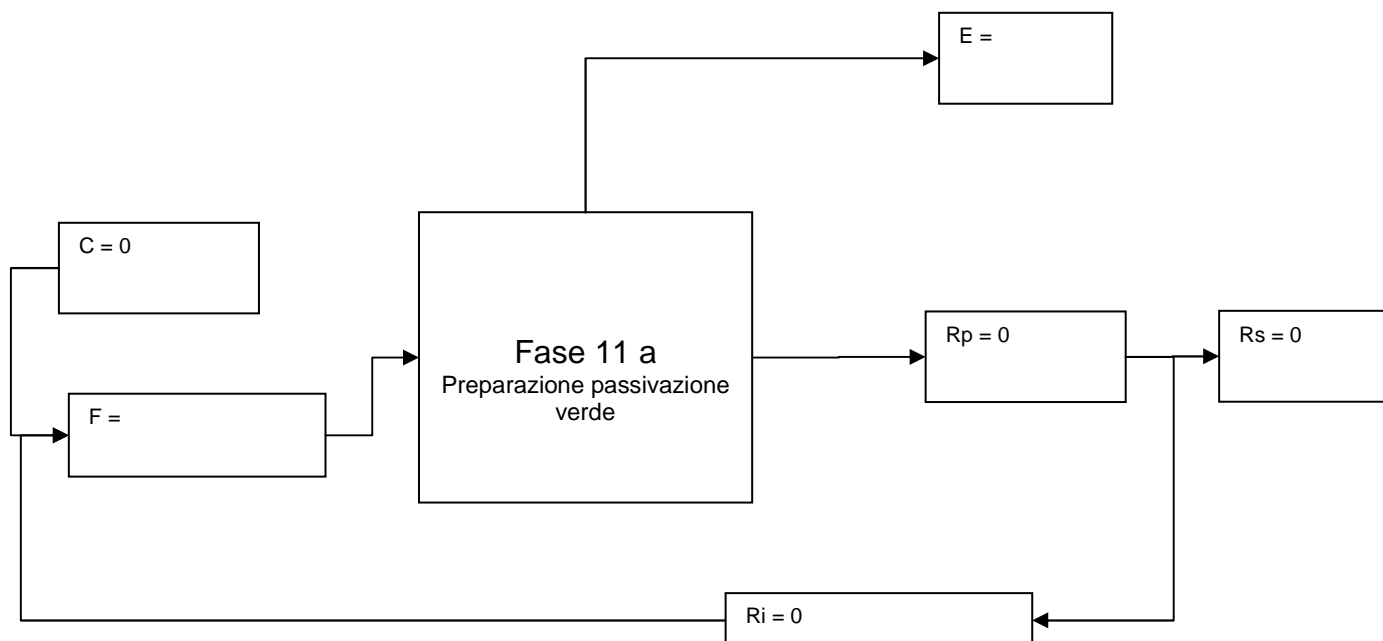 E =
C = 0
Fase 11 a
Preparazione passivazione
verde
Rp = 0
Rs = 0
F =
Ri = 0